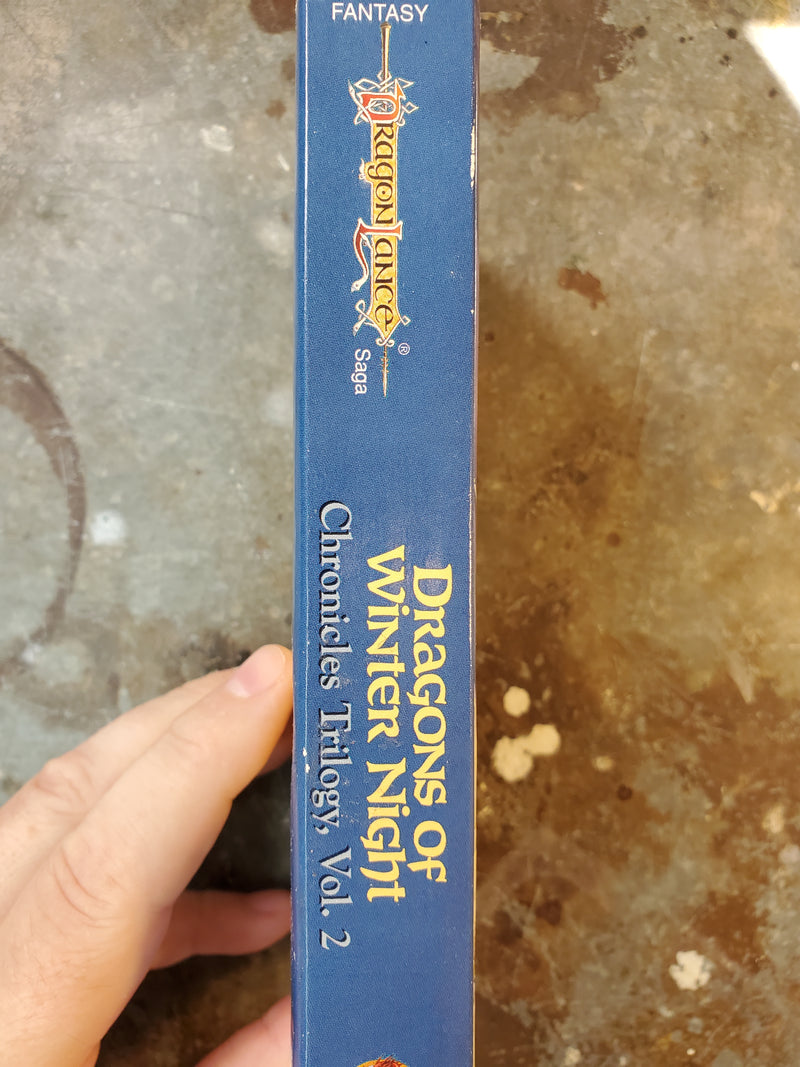 FANTASY
DRAGONLANCE®
Saga
DRAGONS OF
WINTER NIGHT
Chronicles Trilogy, Vol. 2